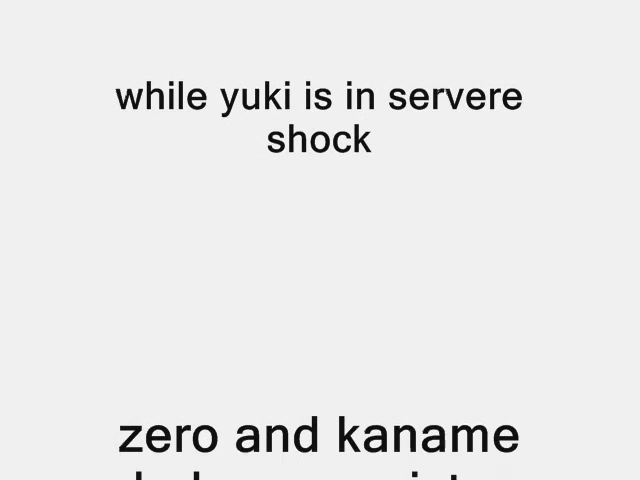 while yuki is in servere
shock
zero and kaname